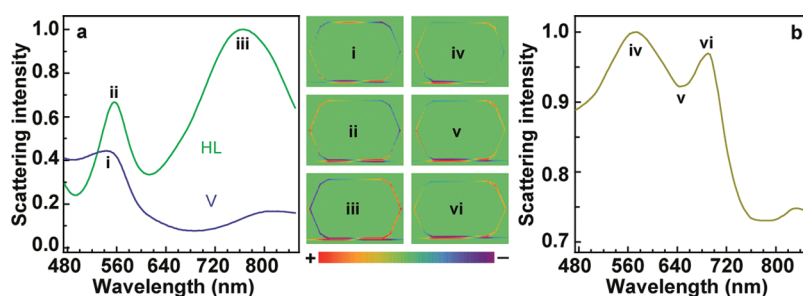 a
Scattering intensity
1.0
0.8
0.6
0.4
0.2
0.0
ii
iii
i
HL
V
480 560 640 720 800
Wavelength (nm)
i
iv
ii
v
iii
vi
+ −
b
Scattering intensity
1.0
0.9
0.8
0.7
iv
v
vi
480 560 640 720 800
Wavelength (nm)